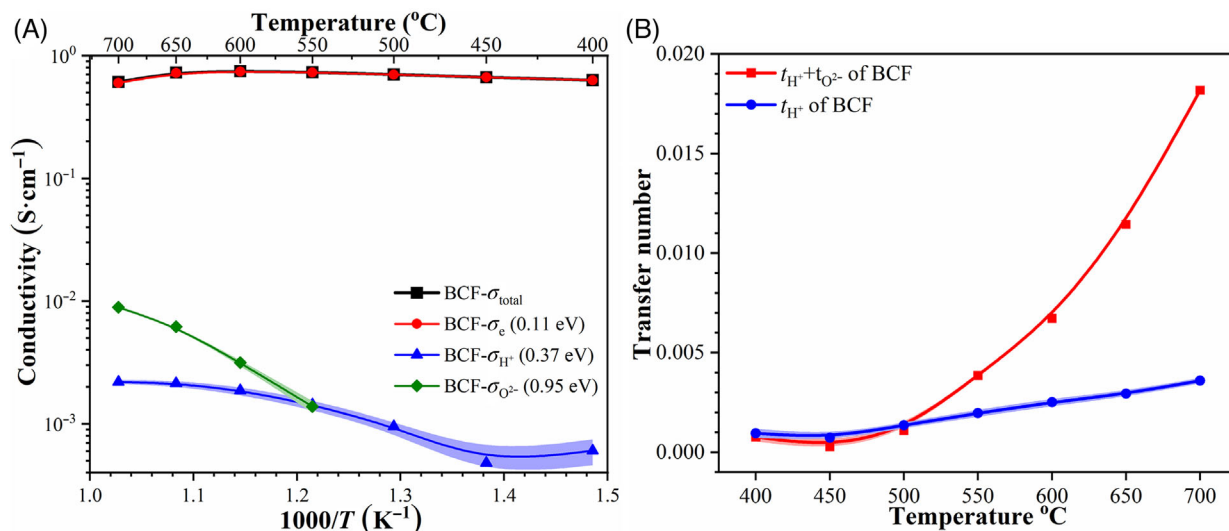 (A)
Temperature (⁰C)
700 650 600 550 500 450 400
10⁰
10⁻¹
10⁻²
10⁻³
Conductivity (S·cm⁻¹)
BCF-σtotal
BCF-σe (0.11 eV)
BCF-σH⁺ (0.37 eV)
BCF-σO²⁻ (0.95 eV)
1.0 1.1 1.2 1.3 1.4 1.5
1000/T (K⁻¹)
(B)
0.020
0.015
0.010
0.005
0.000
Transfer number
tH⁺+tO²⁻ of BCF
tH⁺ of BCF
400 450 500 550 600 650 700
Temperature ⁰C